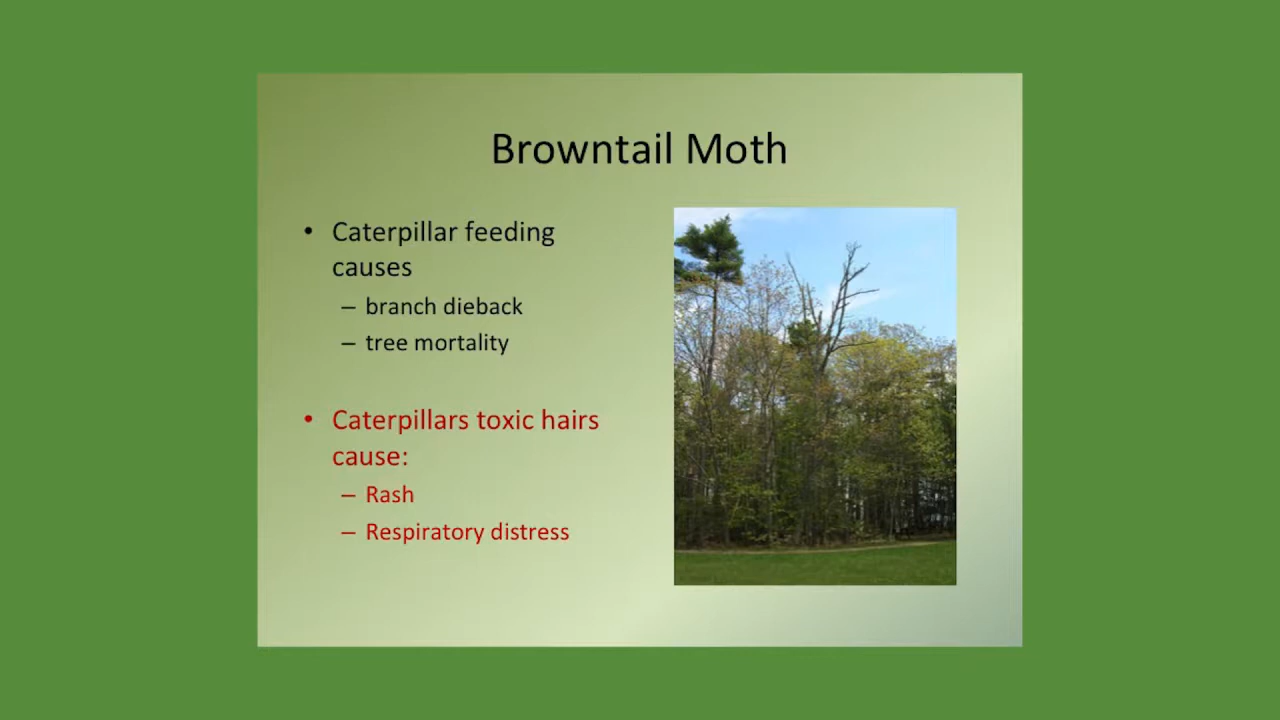 Browntail Moth
• Caterpillar feeding
causes
– branch dieback
– tree mortality
• Caterpillars toxic hairs
cause:
– Rash
– Respiratory distress